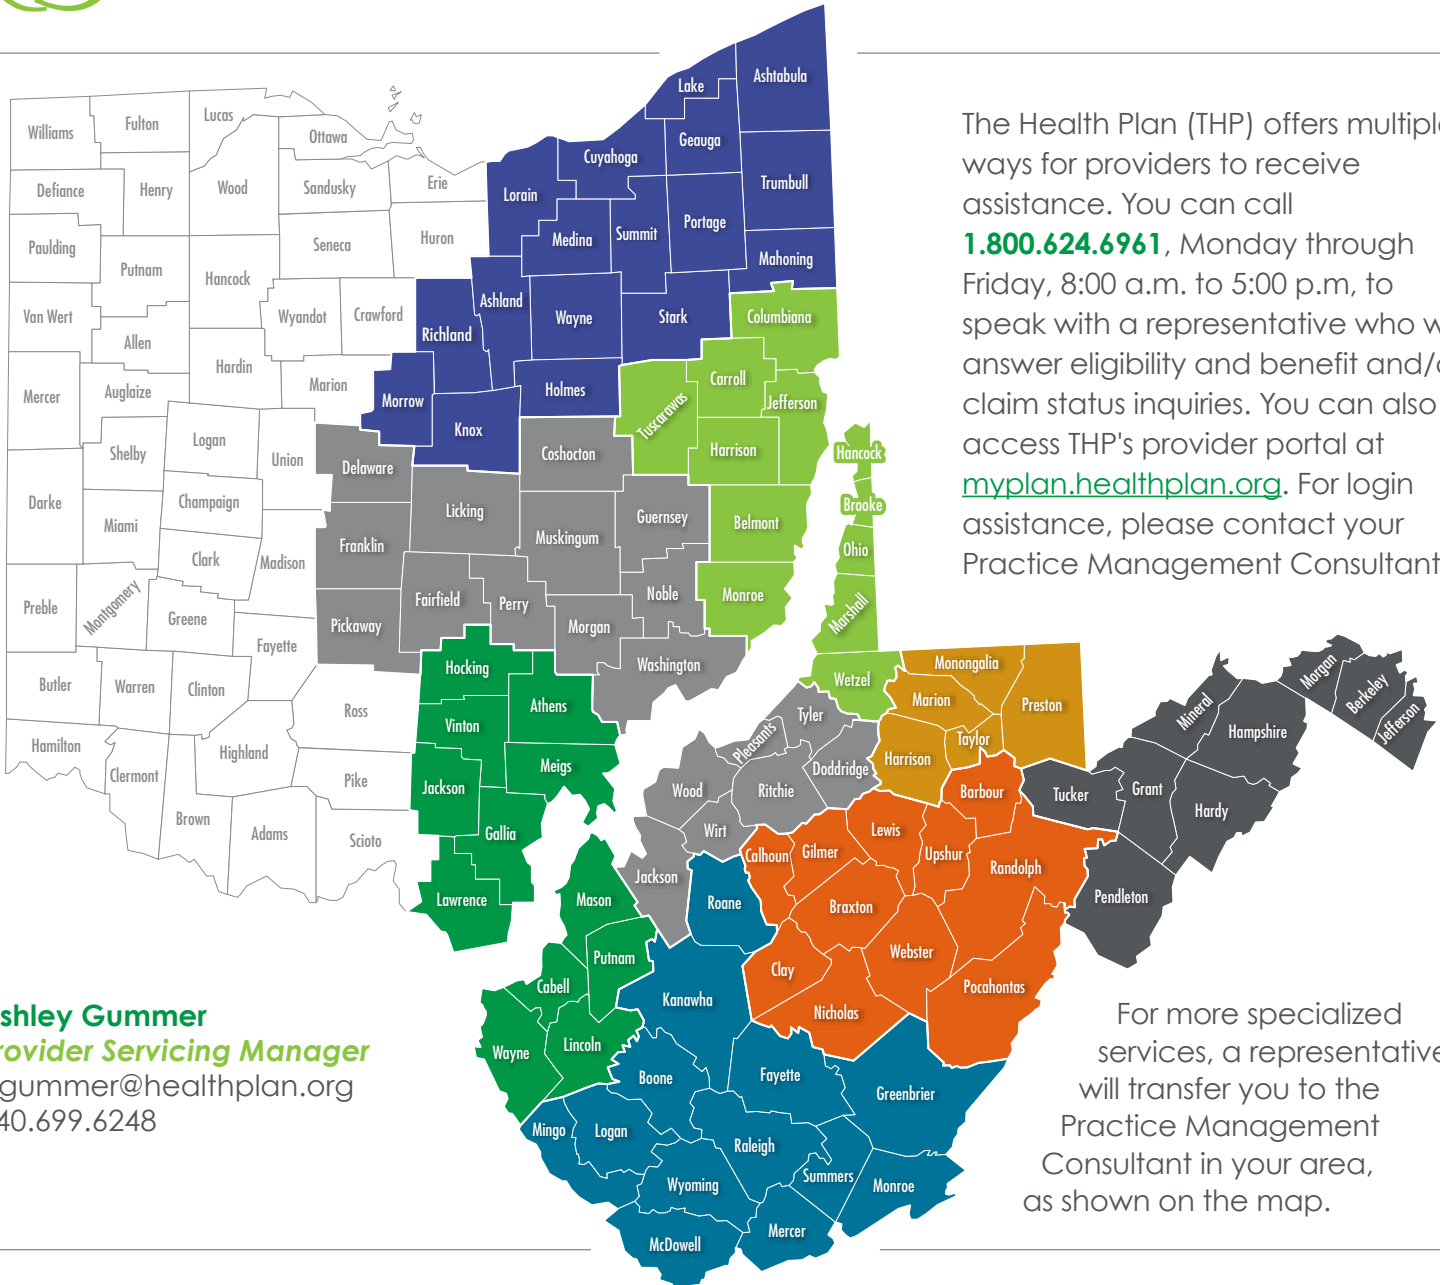 The Health Plan (THP) offers multiple
ways for providers to receive
assistance. You can call
1.800.624.6961, Monday through
Friday, 8:00 a.m. to 5:00 p.m, to
speak with a representative who w
answer eligibility and benefit and/o
claim status inquiries. You can also
access THP's provider portal at
myplan.healthplan.org. For login
assistance, please contact your
Practice Management Consultant
Williams
Fulton
Lucas
Ottawa
Defiance
Henry
Wood
Sandusky
Erie
Paulding
Putnam
Hancock
Seneca
Huron
Van Wert
Allen
Wyandot
Crawford
Mercer
Auglaize
Hardin
Marion
Shelby
Logan
Union
Darke
Miami
Champaign
Clark
Madison
Preble
Montgomery
Greene
Fayette
Butler
Warren
Clinton
Ross
Hamilton
Clermont
Highland
Pike
Brown
Adams
Scioto
Lake
Ashtabula
Cuyahoga
Geauga
Lorain
Trumbull
Medina
Summit
Portage
Mahoning
Ashland
Wayne
Stark
Richland
Holmes
Morrow
Knox
Columbiana
Carroll
Tuscarawas
Jefferson
Harrison
Belmont
Monroe
Hancock
Brooke
Ohio
Marshall
Wetzel
Delaware
Coshocton
Licking
Guernsey
Franklin
Muskingum
Fairfield
Perry
Noble
Pickaway
Morgan
Washington
Hocking
Athens
Vinton
Meigs
Jackson
Gallia
Lawrence
Mason
Putnam
Cabell
Wayne
Lincoln
Tyler
Pleasants
Doddridge
Wood
Ritchie
Wirt
Jackson
Monongalia
Marion
Preston
Taylor
Harrison
Barbour
Lewis
Calhoun
Gilmer
Upshur
Randolph
Braxton
Webster
Clay
Nicholas
Pocahontas
Roane
Kanawha
Boone
Fayette
Greenbrier
Mingo
Logan
Raleigh
Wyoming
Summers
Monroe
Mercer
McDowell
Morgan
Berkeley
Jefferson
Mineral
Hampshire
Tucker
Grant
Hardy
Pendleton
shley Gummer
rovider Servicing Manager
gummer@healthplan.org
40.699.6248
For more specialized
services, a representative
will transfer you to the
Practice Management
Consultant in your area,
as shown on the map.